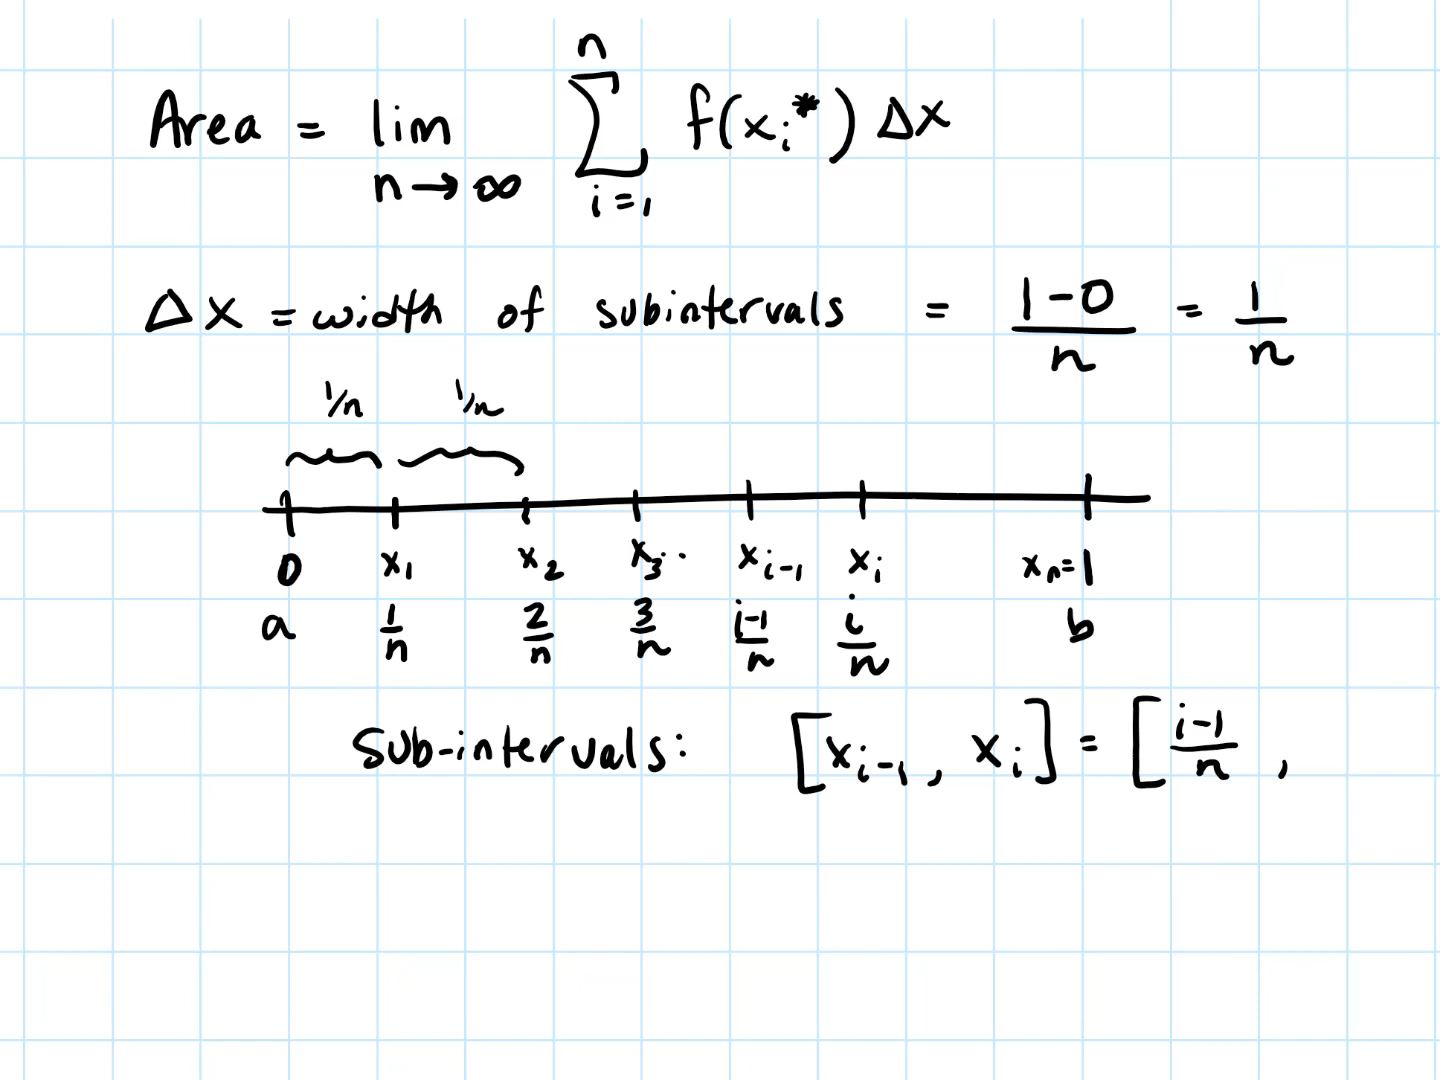 Area = lim n→∞ n Σ i=1 f(xᵢ*) Δx
Δx = width of subintervals = 1-0/n = 1/n
1/n 1/n
0 x₁ x₂ x₃.. xᵢ₋₁ xᵢ xₙ=1
a 1/n 2/n 3/n i-1/n i/n b
Sub-intervals: [xᵢ₋₁, xᵢ] = [i-1/n ,